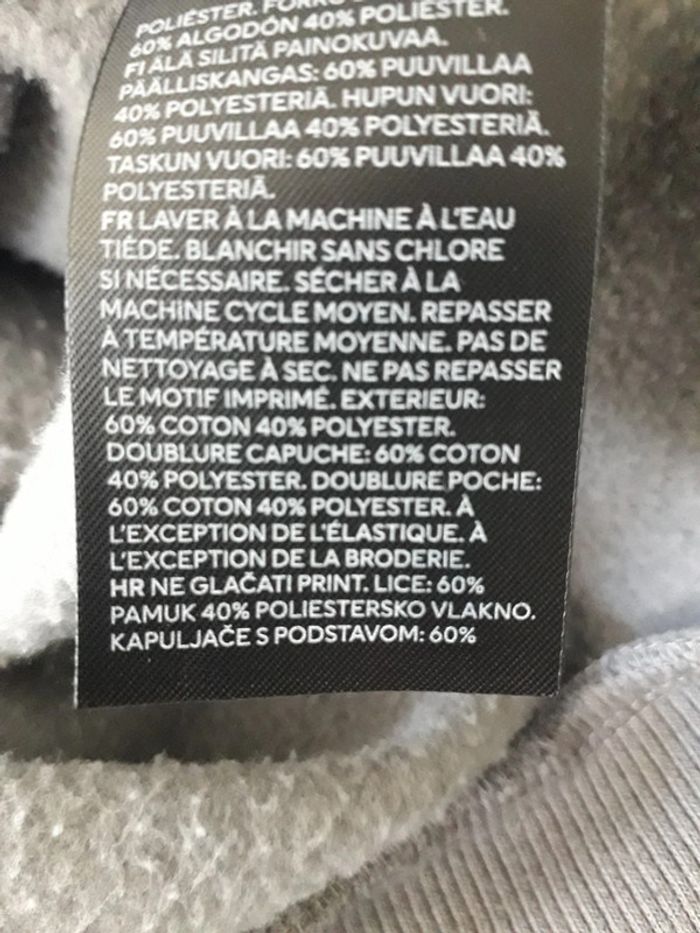 POLIÉSTER.
60% ALGODÓN 40% POLIÉSTER.
FI ÄLÄ SILITÄ PAINOKUVAA.
PÄÄLLISKANGAS: 60% PUUVILLAA
40% POLYESTERIÄ. HUPUN VUORI:
60% PUUVILLAA 40% POLYESTERIÄ.
TASKUN VUORI: 60% PUUVILLAA 40%
POLYESTERIÄ.
FR LAVER À LA MACHINE À L'EAU
TIÈDE. BLANCHIR SANS CHLORE
SI NÉCESSAIRE. SÉCHER À LA
MACHINE CYCLE MOYEN. REPASSER
À TEMPÉRATURE MOYENNE. PAS DE
NETTOYAGE À SEC. NE PAS REPASSER
LE MOTIF IMPRIMÉ. EXTERIEUR:
60% COTON 40% POLYESTER.
DOUBLURE CAPUCHE: 60% COTON
40% POLYESTER. DOUBLURE POCHE:
60% COTON 40% POLYESTER. À
L'EXCEPTION DE L'ÉLASTIQUE. À
L'EXCEPTION DE LA BRODERIE.
HR NE GLAČATI PRINT. LICE: 60%
PAMUK 40% POLIESTERSKO VLAKNO.
KAPULJAČE S PODSTAVOM: 60%